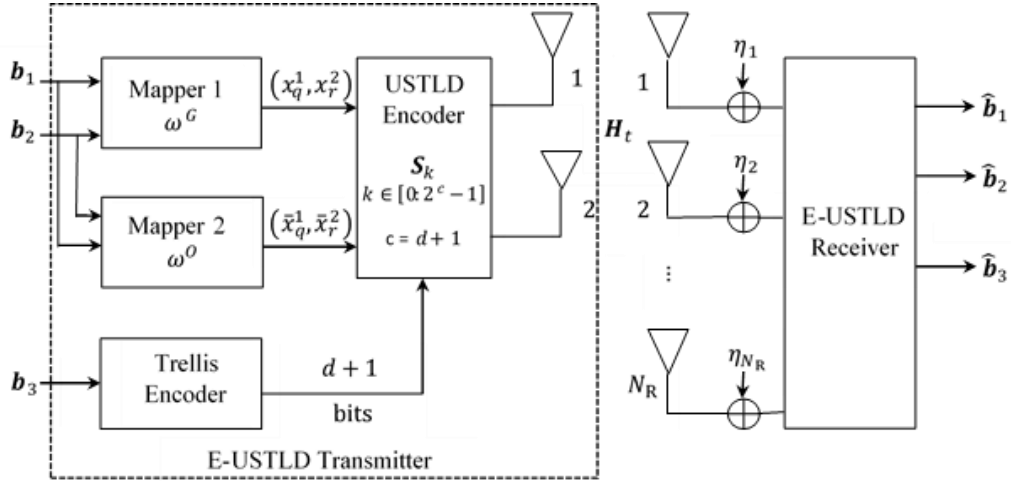 b₁
b₂
b₃
Mapper 1
ω^G
(x_q^1, x_r^2)
Mapper 2
ω^O
(x̄_q^1, x̄_r^2)
Trellis
Encoder
d + 1
bits
USTLD
Encoder
S_k
k ∈ [0: 2^c − 1]
c = d + 1
1
2
E-USTLD Transmitter
H_t
1
2
⋮
N_R
η₁
η₂
η_{N_R}
E-USTLD
Receiver
b̂₁
b̂₂
b̂₃